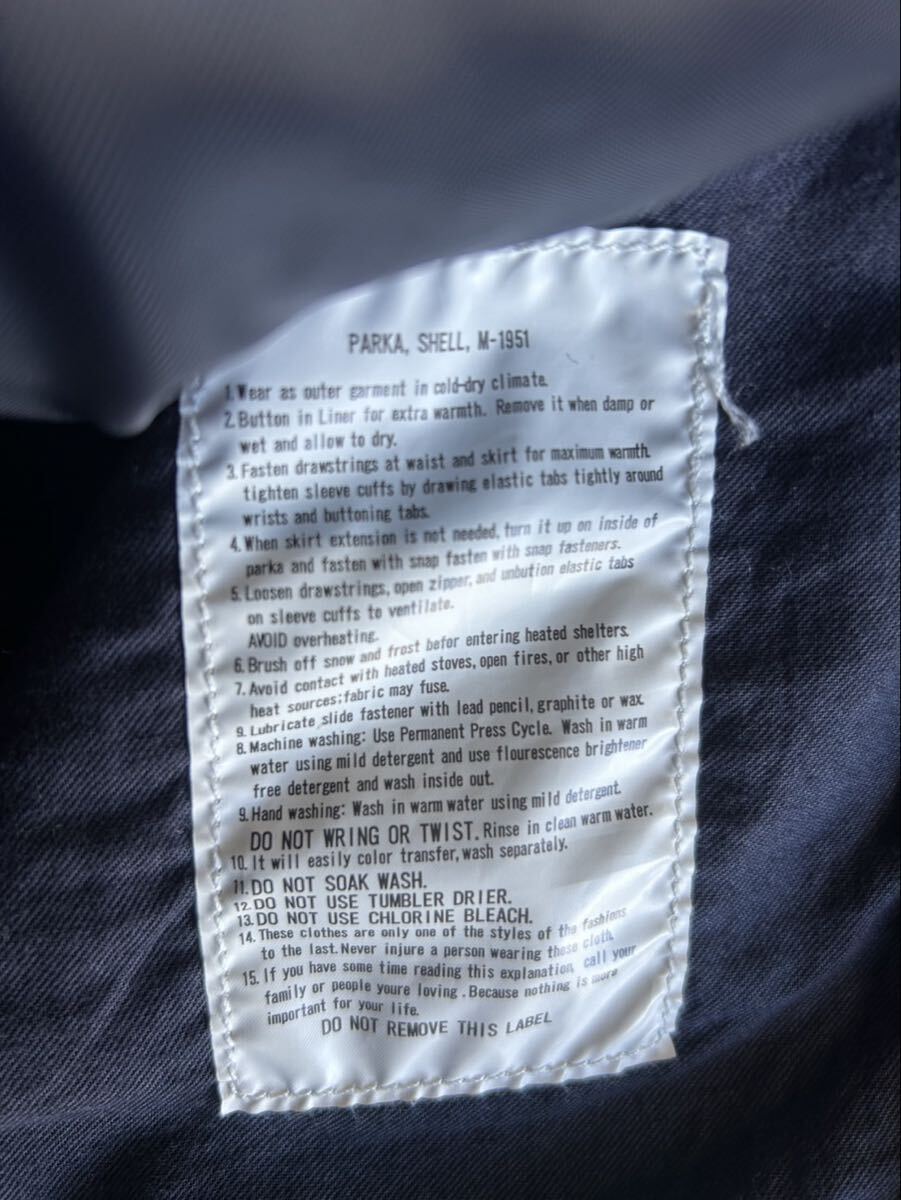 PARKA, SHELL, M-1951
1. Wear as outer garment in cold-dry climate.
2. Button in Liner for extra warmth. Remove it when damp or
wet and allow to dry.
3. Fasten drawstrings at waist and skirt for maximum warmth.
tighten sleeve cuffs by drawing elastic tabs tightly around
wrists and buttoning tabs.
4. When skirt extension is not needed, turn it up on inside of
parka and fasten with snap fasten with snap fasteners.
5. Loosen drawstrings, open zipper, and unbution elastic tabs
on sleeve cuffs to ventilate.
AVOID overheating.
6. Brush off snow and frost befor entering heated shelters.
7. Avoid contact with heated stoves, open fires, or other high
heat sources;fabric may fuse.
9. Lubricate slide fastener with lead pencil, graphite or wax.
8. Machine washing: Use Permanent Press Cycle. Wash in warm
water using mild detergent and use flourescence brightener
free detergent and wash inside out.
9. Hand washing: Wash in warm water using mild detergent.
DO NOT WRING OR TWIST. Rinse in clean warm water.
10. It will easily color transfer, wash separately.
11. DO NOT SOAK WASH.
12. DO NOT USE TUMBLER DRIER.
13. DO NOT USE CHLORINE BLEACH.
14. These clothes are only one of the styles of the fashions
to the last. Never injure a person wearing these cloth.
15. If you have some time reading this explanation, call your
family or people youre loving . Because nothing is more
important for your life.
DO NOT REMOVE THIS LABEL